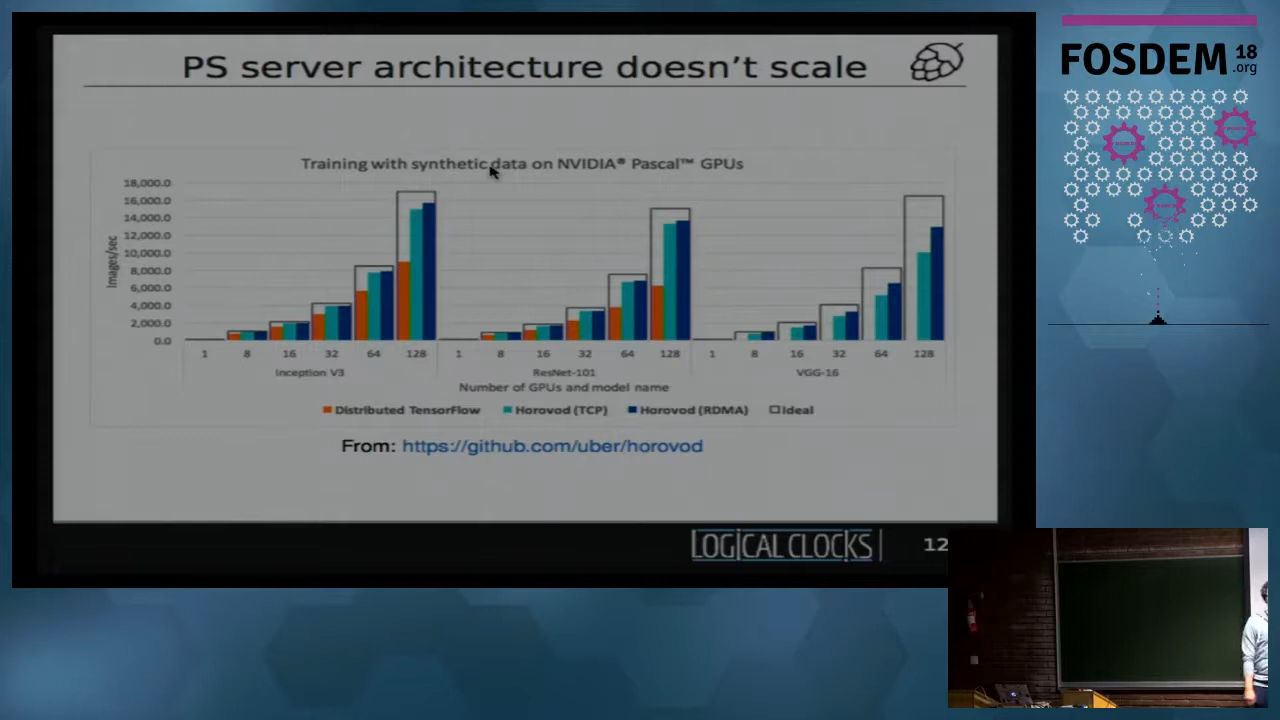 PS server architecture doesn't scale
Training with synthetic data on NVIDIA® Pascal™ GPUs
18,000.0
16,000.0
14,000.0
12,000.0
10,000.0
8,000.0
6,000.0
4,000.0
2,000.0
0.0
Images/sec
1 8 16 32 64 128 1 8 16 32 64 128 1 8 16 32 64 128
Inception V3 ResNet-101 VGG-16
Number of GPUs and model name
Distributed TensorFlow Horovod (TCP) Horovod (RDMA) Ideal
From: https://github.com/uber/horovod
LOGICAL CLOCKS
12
FOSDEM 18
.org